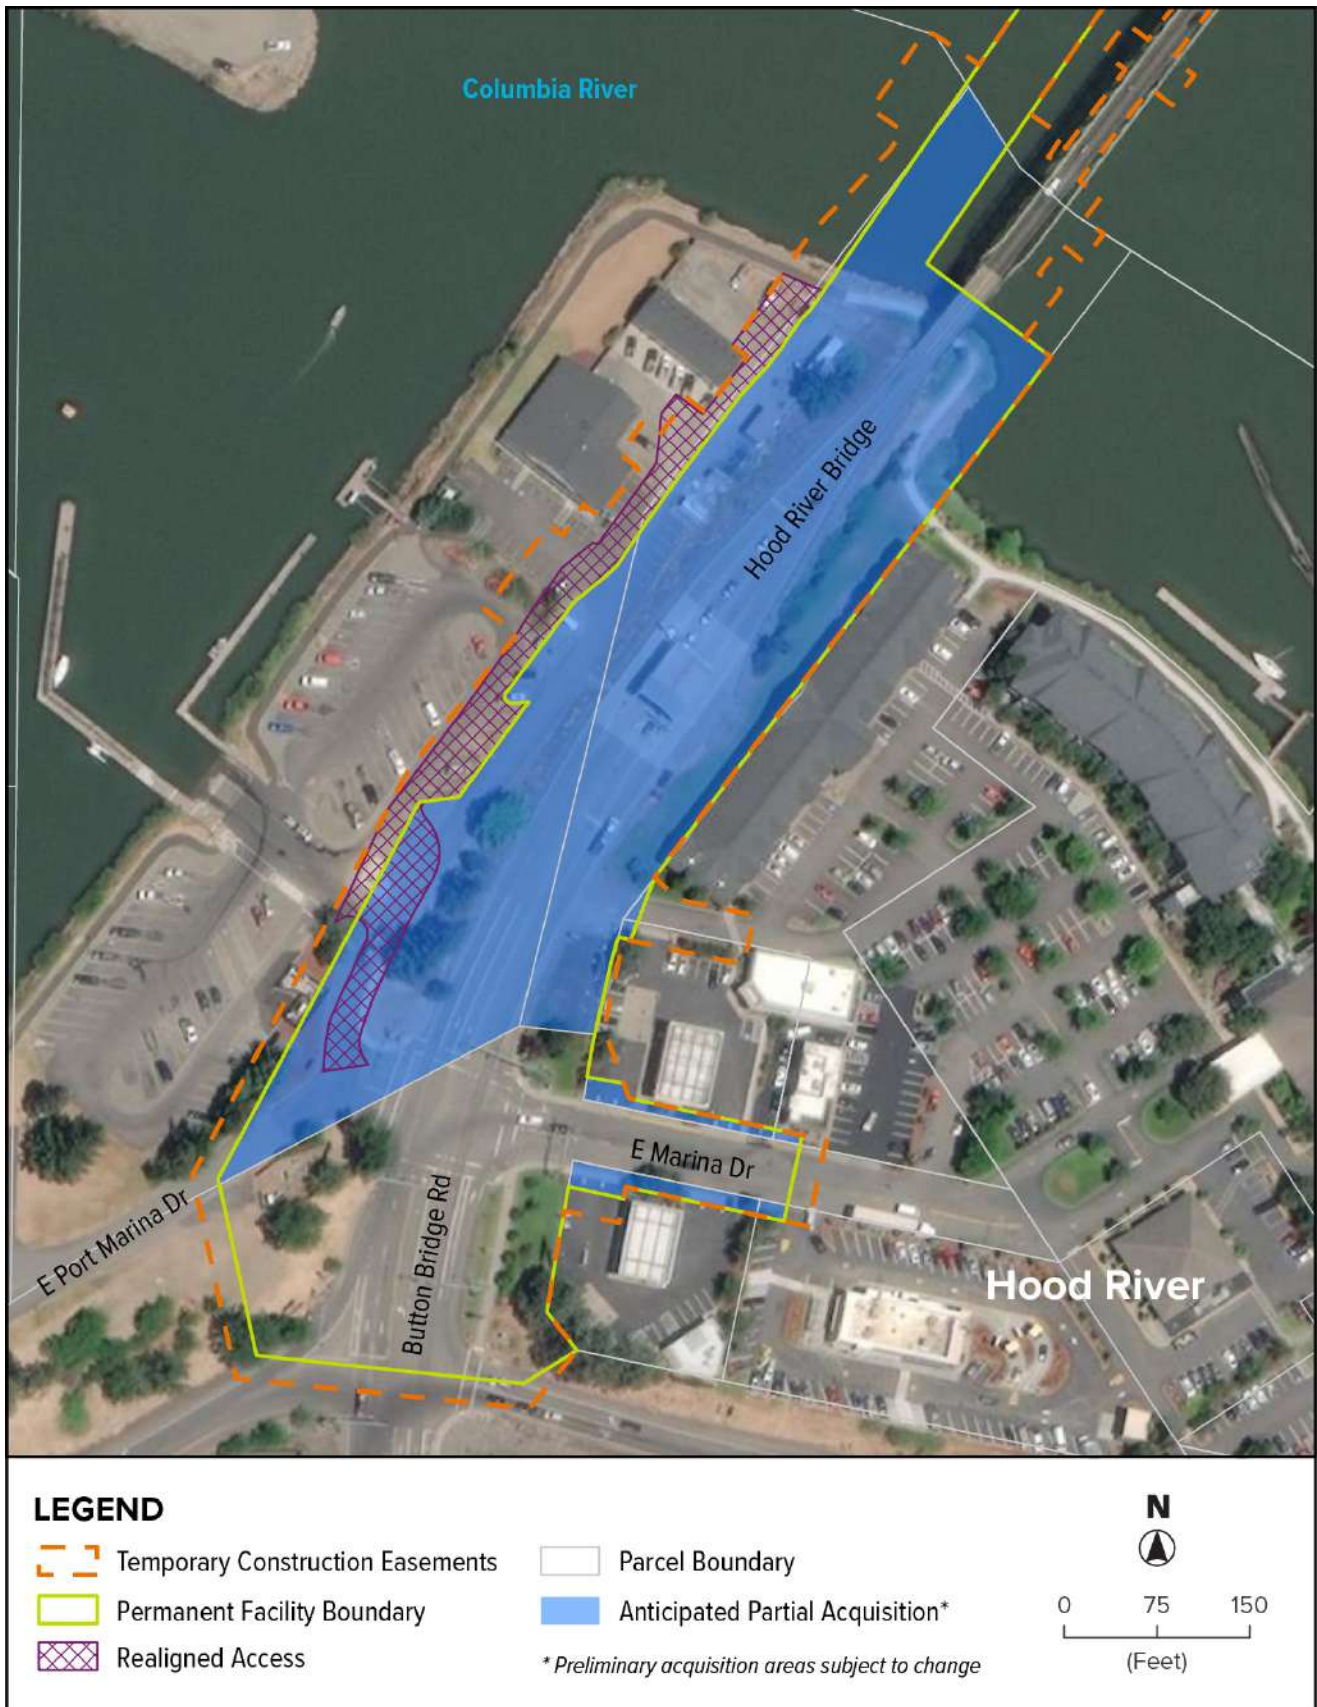 Columbia River
Hood River Bridge
E Marina Dr
E Port Marina Dr
Button Bridge Rd
Hood River
LEGEND
Temporary Construction Easements
Permanent Facility Boundary
Realigned Access
Parcel Boundary
Anticipated Partial Acquisition*
* Preliminary acquisition areas subject to change
N
0 75 150
(Feet)